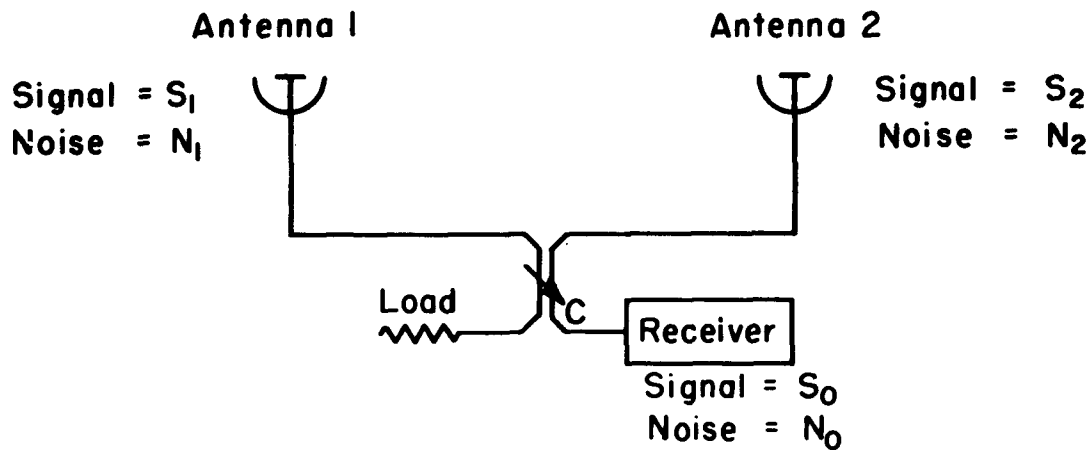 Antenna 1
Antenna 2
Signal = S₁
Noise = N₁
Signal = S₂
Noise = N₂
Load
C
Receiver
Signal = S₀
Noise = N₀